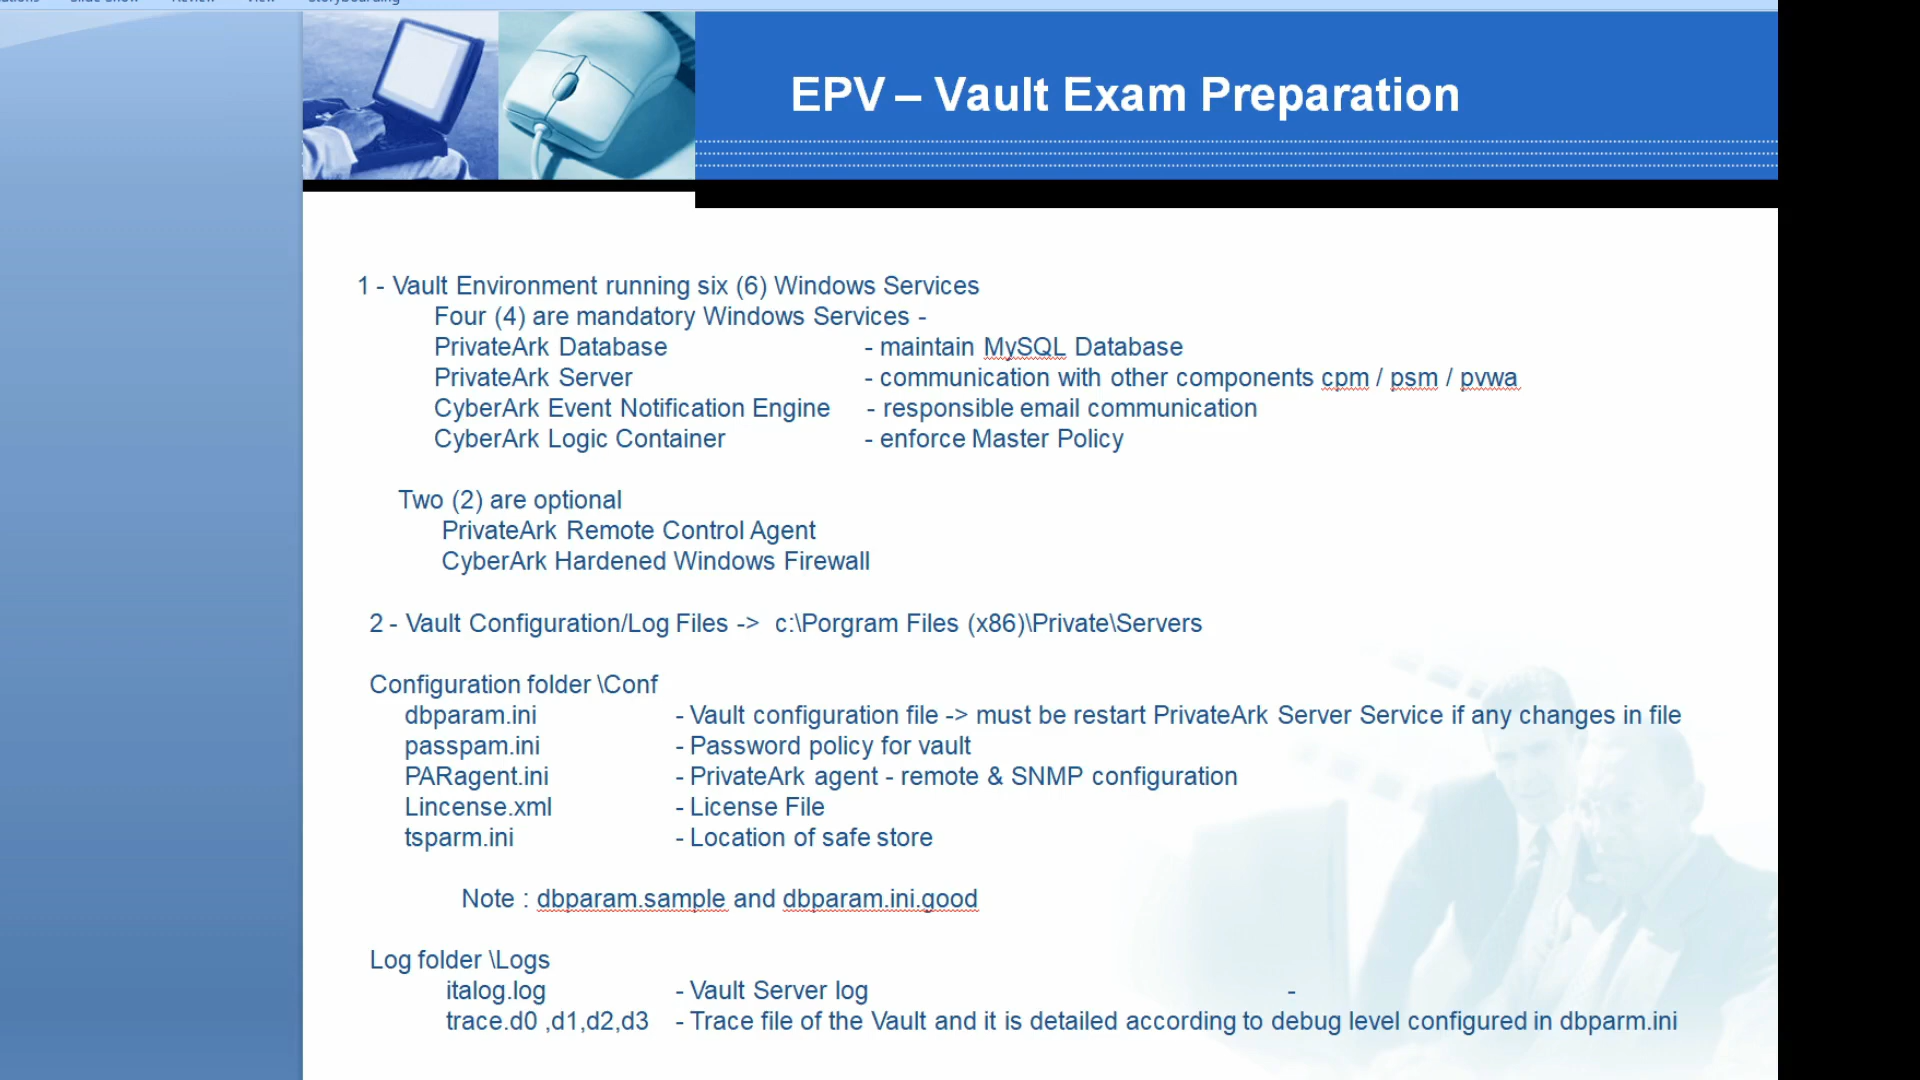 Slide Show Review View Storyboarding
EPV – Vault Exam Preparation
1 - Vault Environment running six (6) Windows Services
Four (4) are mandatory Windows Services -
PrivateArk Database - maintain MySQL Database
PrivateArk Server - communication with other components cpm / psm / pvwa
CyberArk Event Notification Engine - responsible email communication
CyberArk Logic Container - enforce Master Policy
Two (2) are optional
PrivateArk Remote Control Agent
CyberArk Hardened Windows Firewall
2 - Vault Configuration/Log Files -> c:\Porgram Files (x86)\Private\Servers
Configuration folder \Conf
dbparam.ini - Vault configuration file -> must be restart PrivateArk Server Service if any changes in file
passpam.ini - Password policy for vault
PARagent.ini - PrivateArk agent - remote & SNMP configuration
Lincense.xml - License File
tsparm.ini - Location of safe store
Note : dbparam.sample and dbparam.ini.good
Log folder \Logs
italog.log - Vault Server log -
trace.d0 ,d1,d2,d3 - Trace file of the Vault and it is detailed according to debug level configured in dbparm.ini